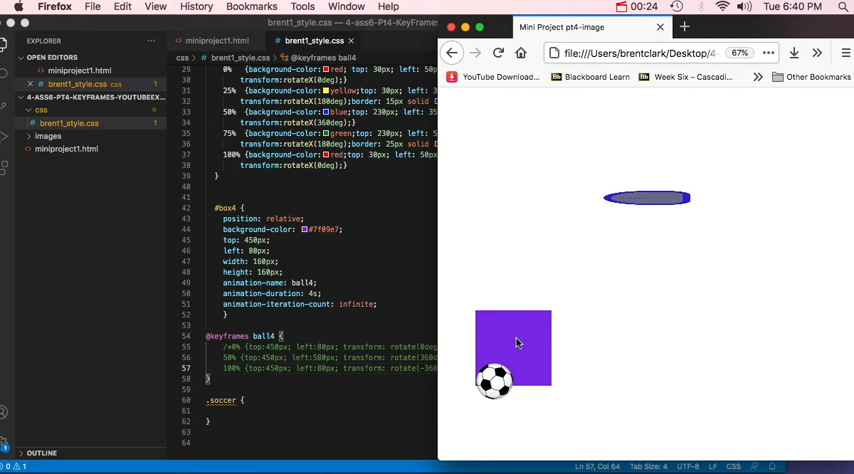 Firefox File Edit View History Bookmarks Tools Window Help 00:24 Tue 6:40 PM
brent1_style.css — 4-ass6-Pt4-KeyFrames
EXPLORER
OPEN EDITORS
miniproject1.html
brent1_style.css css 1
4-ASS6-PT4-KEYFRAMES-YOUTUBEEX...
css
brent1_style.css 1
images
miniproject1.html
OUTLINE
miniproject1.html brent1_style.css
css > brent1_style.css > @keyframes ball4
29 0% {background-color: red; top: 30px; left: 50p
30 transform:rotateX(0deg);}
31 25% {background-color: yellow;top: 30px; left: 3
32 transform:rotateX(180deg);border: 15px solid
33 50% {background-color: blue;top: 230px; left: 35
34 transform:rotateX(360deg);}
35 75% {background-color: green;top: 230px; left: 5
36 transform:rotateX(180deg);border: 25px solid
37 100% {background-color: red;top: 30px; left: 50px
38 transform:rotateX(0deg);}
39 }
40
41
42 #box4 {
43 position: relative;
44 background-color: #7f09e7;
45 top: 450px;
46 left: 80px;
47 width: 160px;
48 height: 160px;
49 animation-name: ball4;
50 animation-duration: 4s;
51 animation-iteration-count: infinite;
52 }
53
54 @keyframes ball4 {
55 /*0% {top:450px; left:80px; transform: rotate(0deg
56 50% {top:450px; left:580px; transform: rotate(360d
57 100% {top:450px; left:80px; transform: rotate(-360
58 }
59
60 .soccer {
61
62 }
63
64
0 1
Ln 57, Col 64 Tab Size: 4 UTF-8 LF CSS
Mini Project pt4-image
file:///Users/brentclark/Desktop/4 67%
YouTube Download... Bb Blackboard Learn Bb Week Six – Cascadi... Other Bookmarks